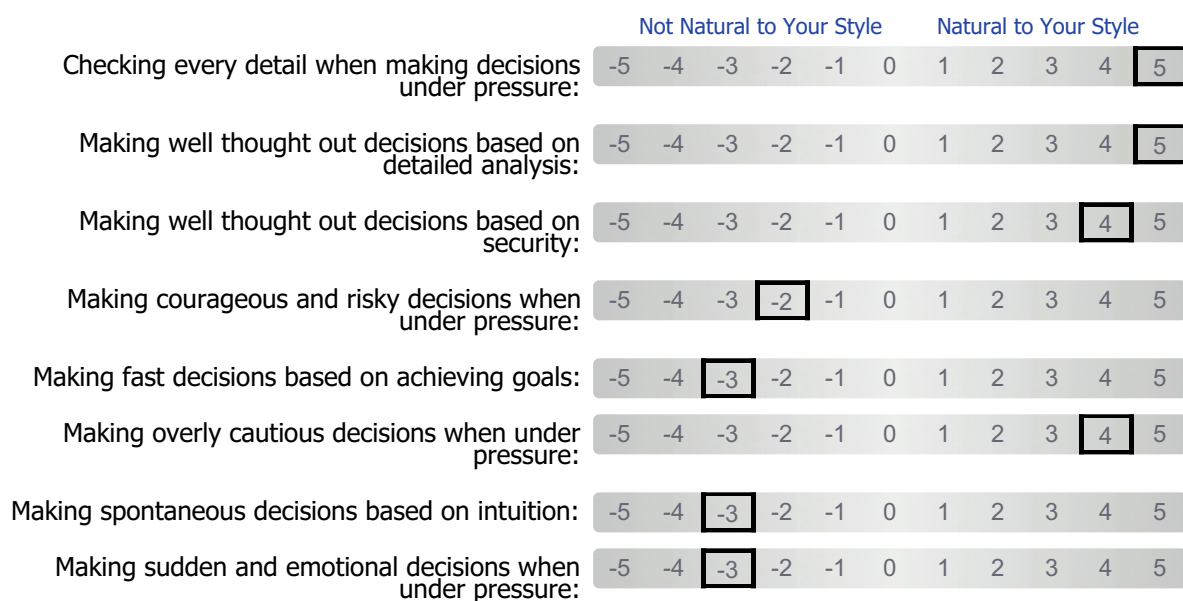 Not Natural to Your Style Natural to Your Style
Checking every detail when making decisions
under pressure:
-5 -4 -3 -2 -1 0 1 2 3 4 5
Making well thought out decisions based on
detailed analysis:
-5 -4 -3 -2 -1 0 1 2 3 4 5
Making well thought out decisions based on
security:
-5 -4 -3 -2 -1 0 1 2 3 4 5
Making courageous and risky decisions when
under pressure:
-5 -4 -3 -2 -1 0 1 2 3 4 5
Making fast decisions based on achieving goals:
-5 -4 -3 -2 -1 0 1 2 3 4 5
Making overly cautious decisions when under
pressure:
-5 -4 -3 -2 -1 0 1 2 3 4 5
Making spontaneous decisions based on intuition:
-5 -4 -3 -2 -1 0 1 2 3 4 5
Making sudden and emotional decisions when
under pressure:
-5 -4 -3 -2 -1 0 1 2 3 4 5